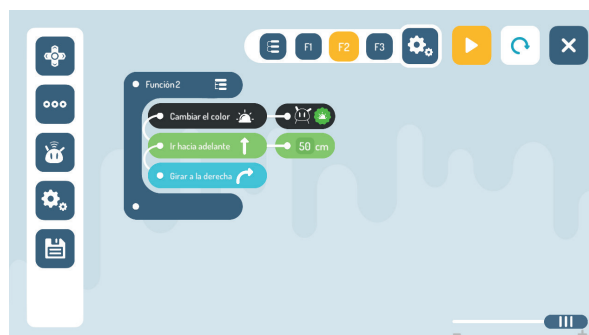 F1 F2 F3
Función 2
Cambiar el color
Ir hacia adelante 50 cm
Girar a la derecha